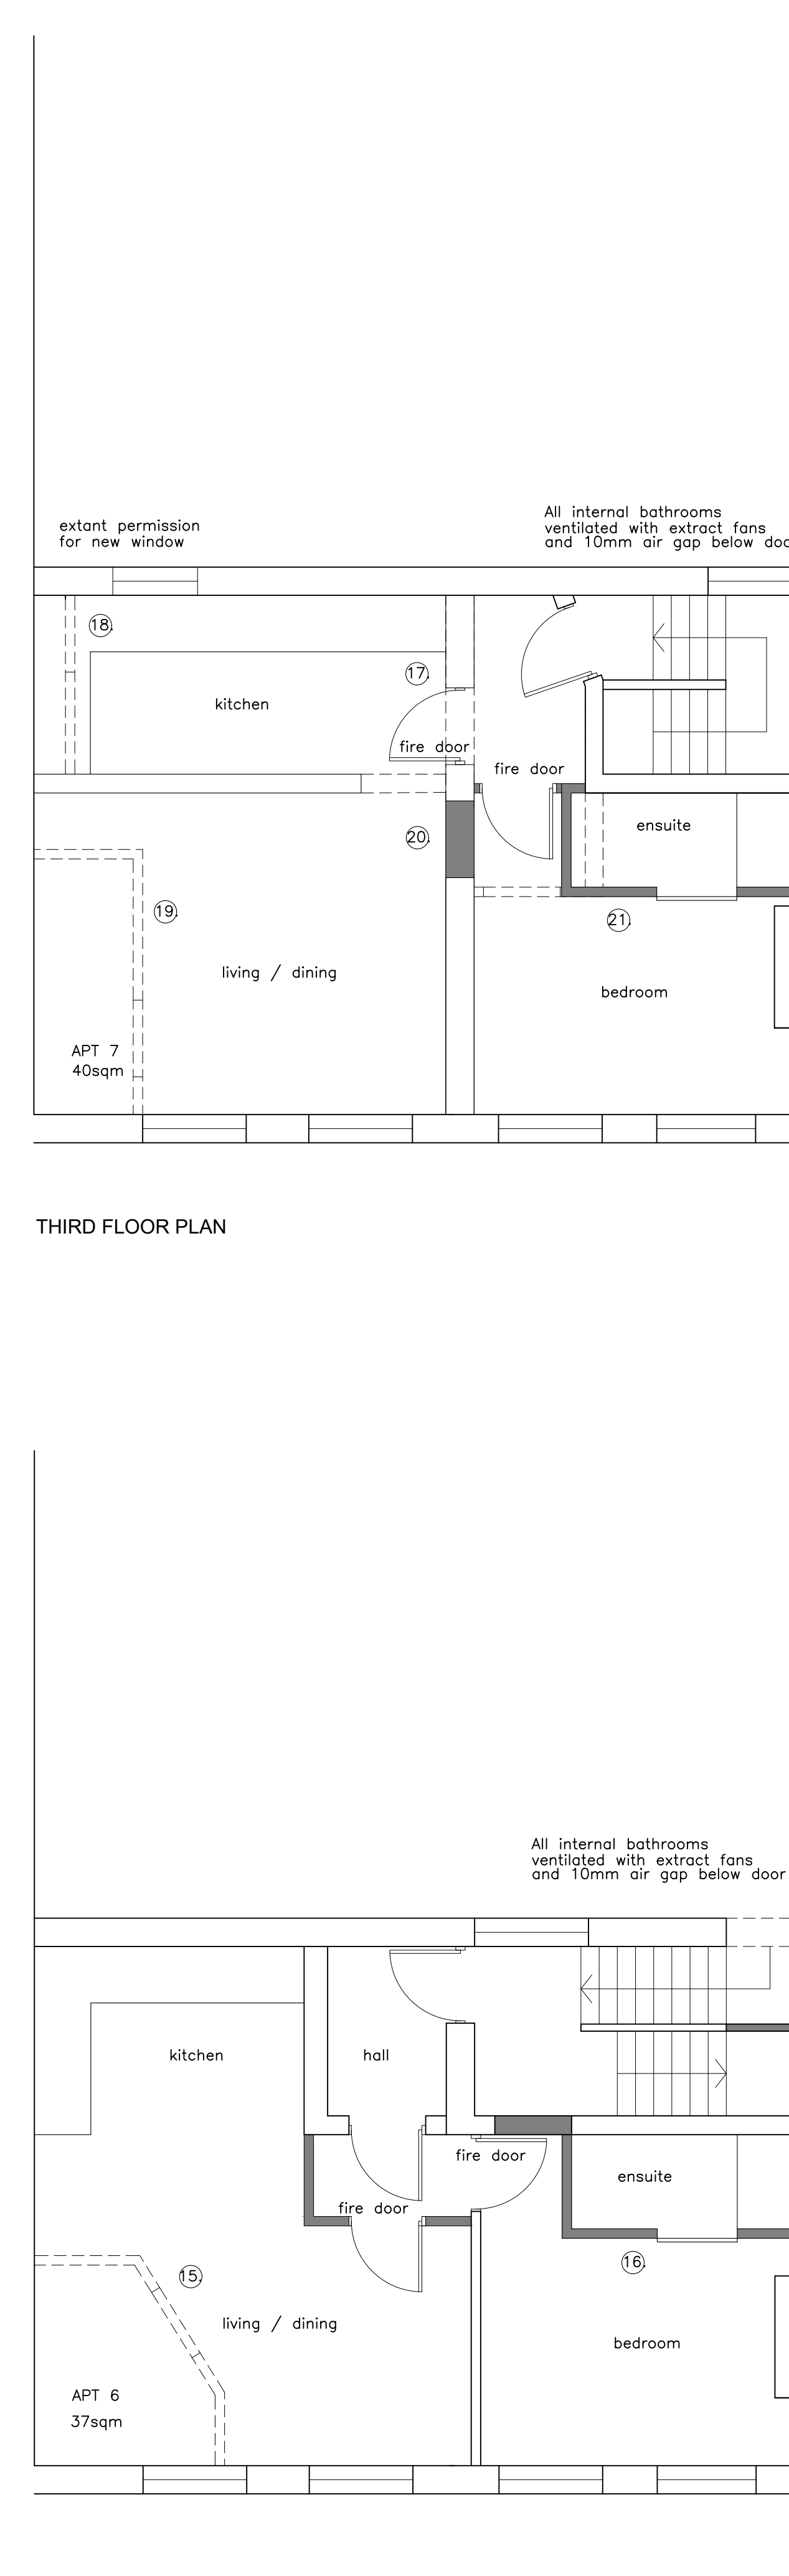 extant permission
for new window
All internal bathrooms
ventilated with extract fans
and 10mm air gap below
18.
17.
kitchen
fire door
fire door
20.
ensuite
19.
21.
living / dining
bedroom
APT 7
40sqm
THIRD FLOOR PLAN
All internal bathrooms
ventilated with extract fans
and 10mm air gap below door
kitchen
hall
fire door
ensuite
fire door
16.
15.
living / dining
bedroom
APT 6
37sqm